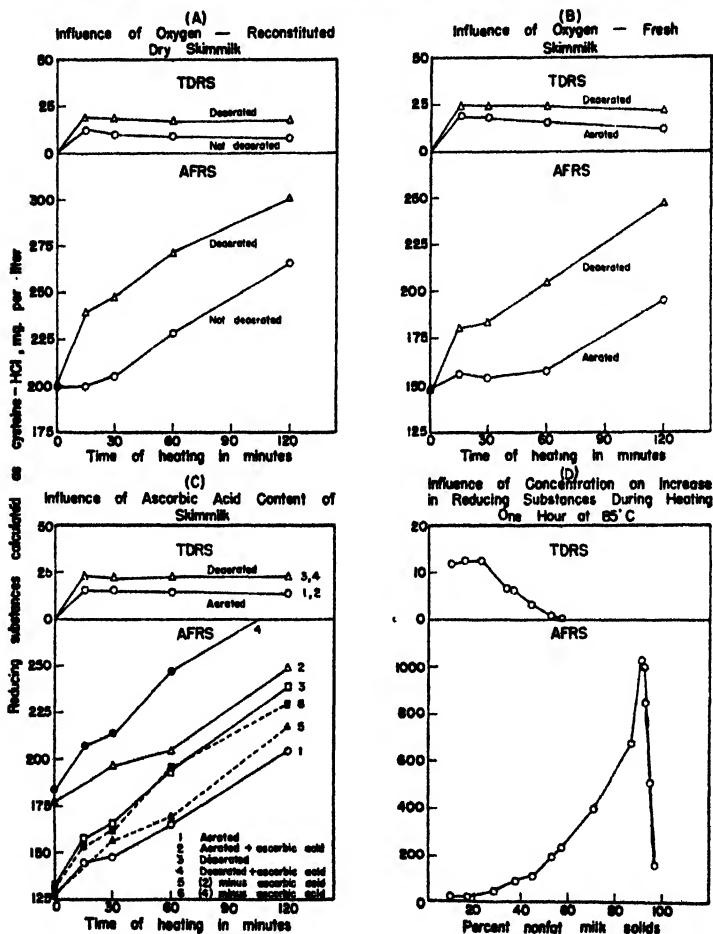 (A)
Influence of Oxygen — Reconstituted
Dry Skimmilk
50
TDRS
25
Deaerated
Not deaerated
0
AFRS
300
275
Deaerated
250
225
Not deaerated
200
175
0 30 60 90 120
Time of heating in minutes
(B)
Influence of Oxygen — Fresh
Skimmilk
50
TDRS
25
Deaerated
Aerated
0
AFRS
250
225
Deaerated
200
175
Aerated
150
125
0 30 60 90 120
Time of heating in minutes
Reducing substances calculated as cysteine-HCl, mg. per liter
(C)
Influence of Ascorbic Acid Content of
Skimmilk
50
TDRS
25
Deaerated 3,4
Aerated 1,2
0
AFRS
4
250
2
3
225
6
5
200
1
175
150
125
1 Aerated
2 Aerated + ascorbic acid
3 Deaerated
4 Deaerated + ascorbic acid
5 (2) minus ascorbic acid
6 (4) minus ascorbic acid
0 30 60 90 120
Time of heating in minutes
(D)
Influence of Concentration on Increase
in Reducing Substances During Heating
One Hour at 85°C
20
TDRS
10
0
AFRS
1000
800
600
400
200
0
0 20 40 60 80 100
Percent nonfat milk solids